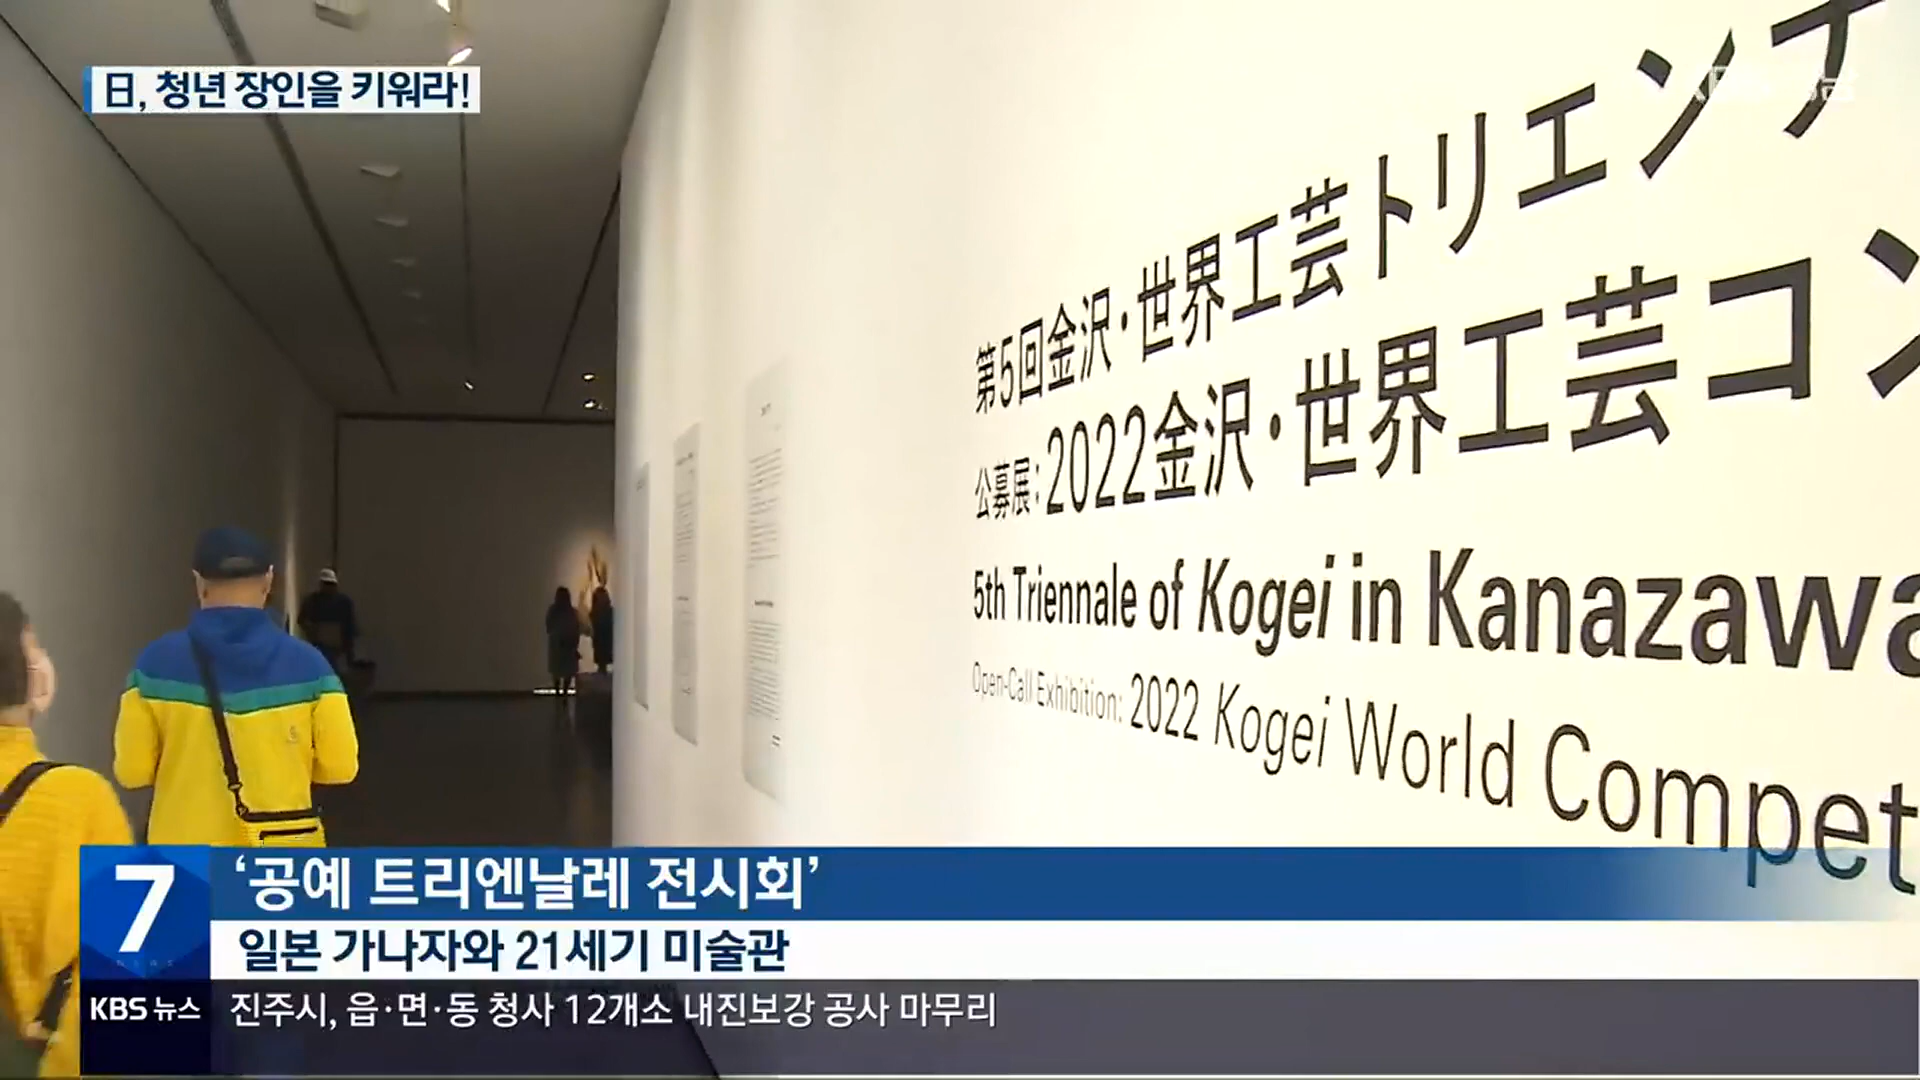 日, 청년 장인을 키워라!
第5回金沢・世界工芸トリエンナ
公募展:2022金沢・世界工芸コン
5th Triennale of Kogei in Kanazawa
Open-Call Exhibition: 2022 Kogei World Compet
7
NEWS
‘공예 트리엔날레 전시회’
일본 가나자와 21세기 미술관
KBS 뉴스
진주시, 읍·면·동 청사 12개소 내진보강 공사 마무리